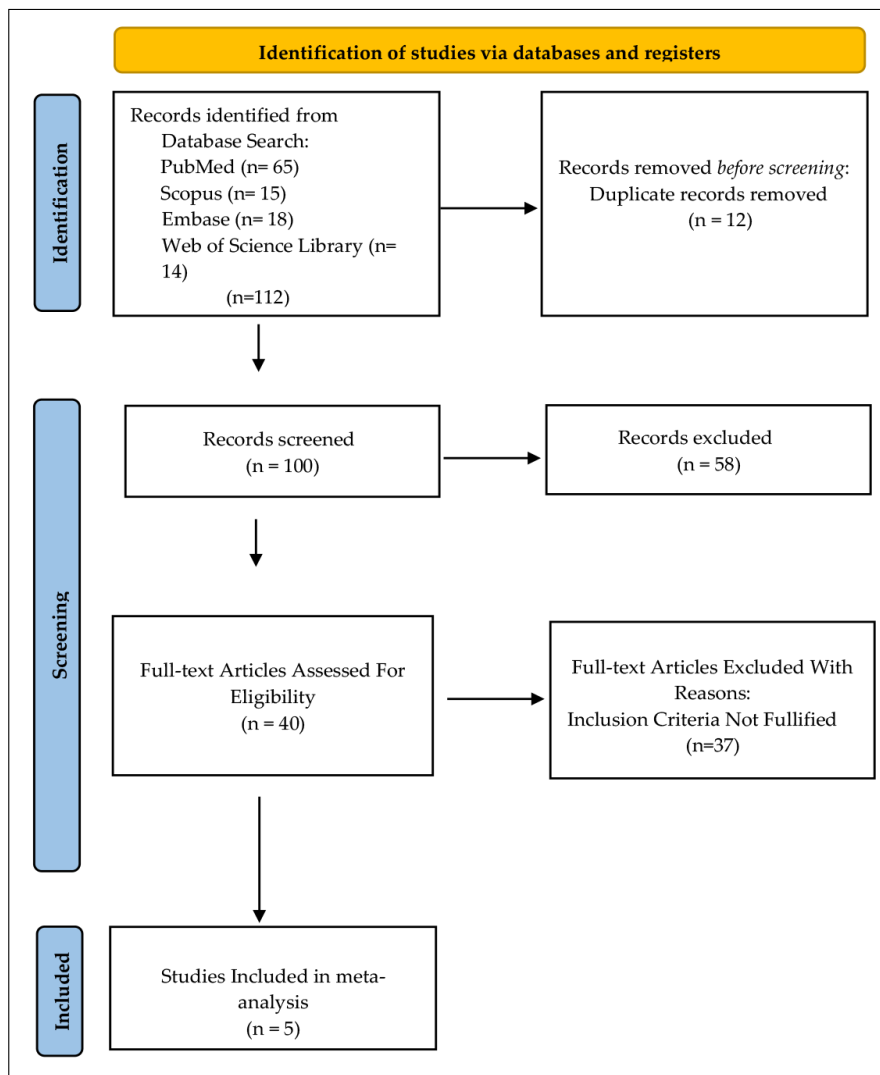 Identification of studies via databases and registers
Identification
Records identified from
Database Search:
PubMed (n= 65)
Scopus (n= 15)
Embase (n= 18)
Web of Science Library (n=
14)
(n=112)
Records removed before screening:
Duplicate records removed
(n = 12)
Screening
Records screened
(n = 100)
Records excluded
(n = 58)
Full-text Articles Assessed For
Eligibility
(n = 40)
Full-text Articles Excluded With
Reasons:
Inclusion Criteria Not Fullified
(n=37)
Included
Studies Included in meta-
analysis
(n = 5)